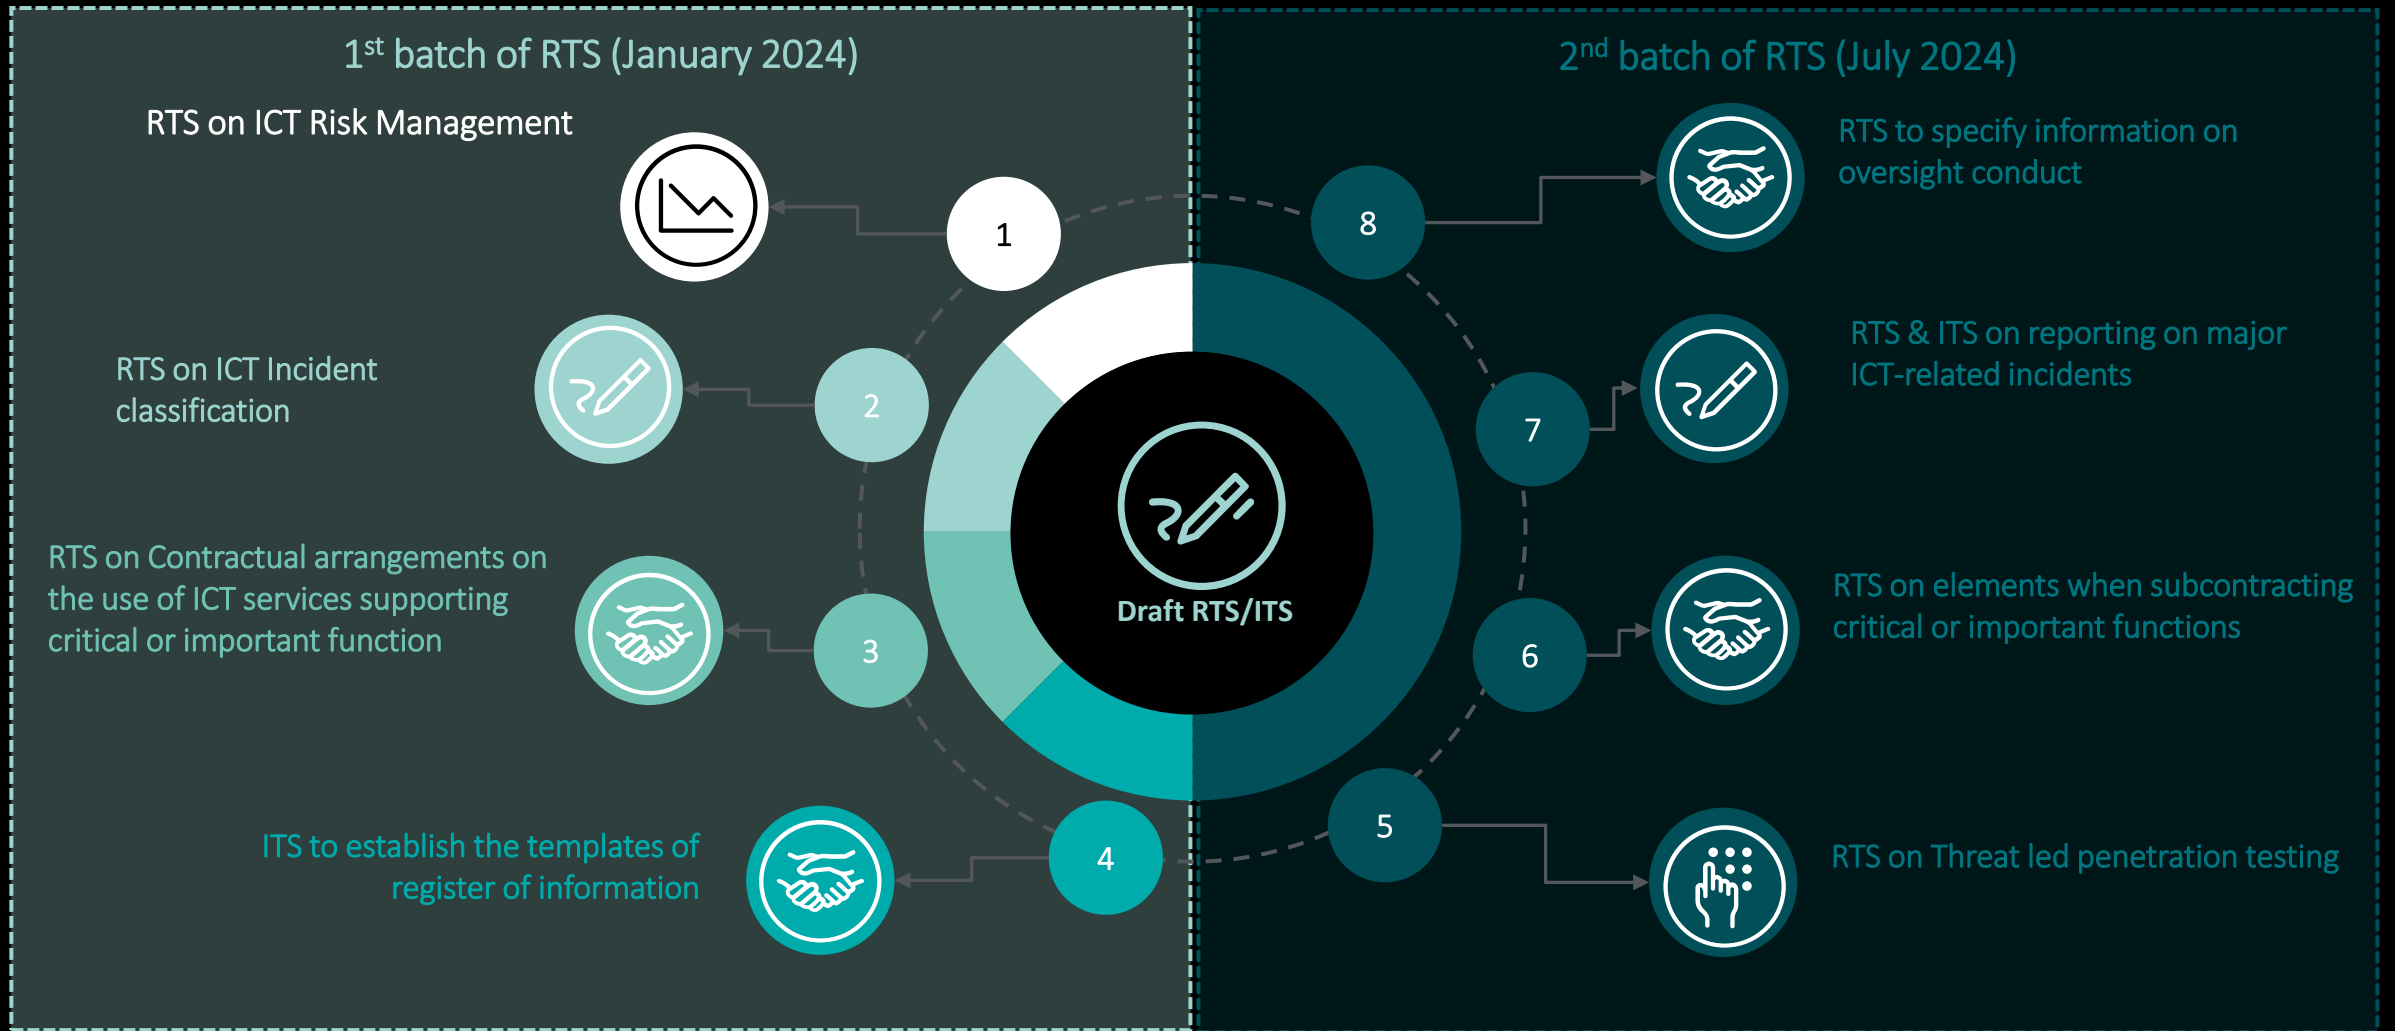 1st batch of RTS (January 2024)
RTS on ICT Risk Management
1
RTS on ICT Incident
classification
2
RTS on Contractual arrangements on
the use of ICT services supporting
critical or important function
3
ITS to establish the templates of
register of information
4
Draft RTS/ITS
2nd batch of RTS (July 2024)
8
RTS to specify information on
oversight conduct
7
RTS & ITS on reporting on major
ICT-related incidents
6
RTS on elements when subcontracting
critical or important functions
5
RTS on Threat led penetration testing